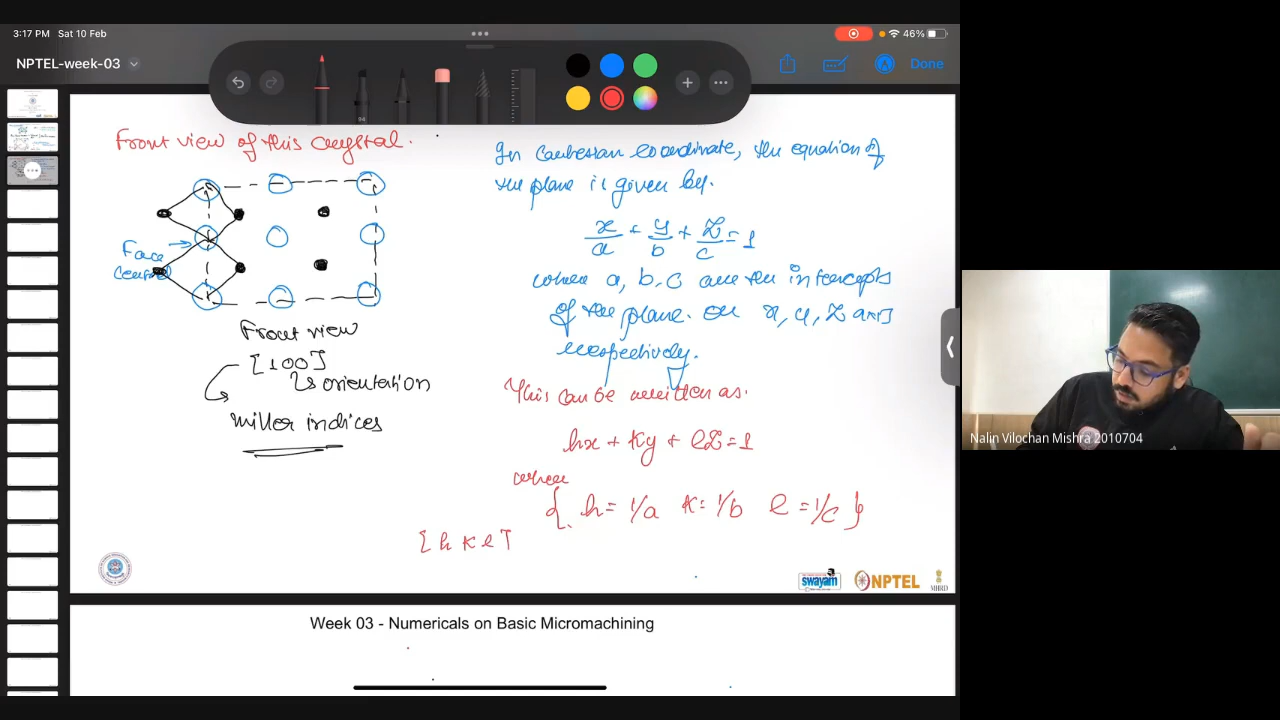 3:17 PM Sat 10 Feb
46%
NPTEL-week-03
Done
Front view of this crystal.
Face
Front view
[100]
orientation
miller indices
In Cartesian coordinate, the equation of
the plane is given by.
x/a + y/b + z/c = 1
where a, b, c are the intercepts
of the plane on x, y, z axis
respectively.
This can be written as.
hx + ky + lz = 1
where
{ h = 1/a k = 1/b l = 1/c }
[h k l]
swayam
NPTEL
Week 03 - Numericals on Basic Micromachining
Nalin Vilochan Mishra 2010704